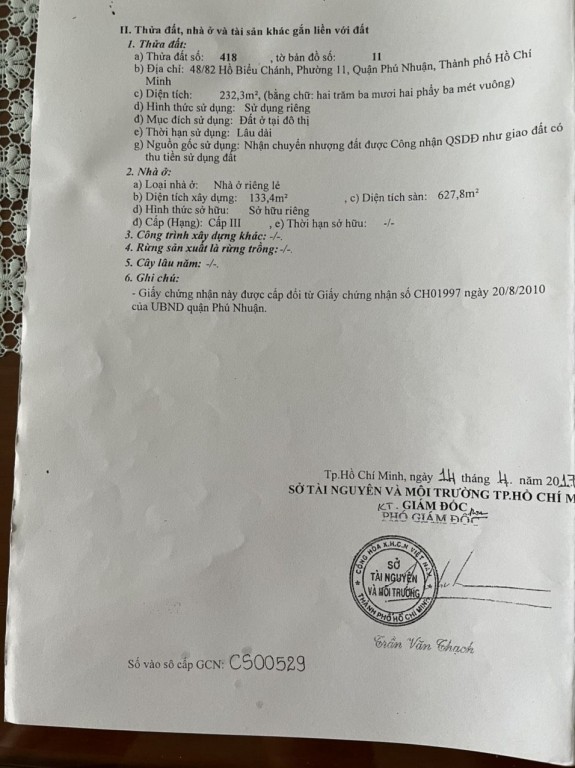 II. Thửa đất, nhà ở và tài sản khác gắn liền với đất
1. Thửa đất:
a) Thửa đất số: 418 , tờ bản đồ số: 11
b) Địa chỉ: 48/82 Hồ Biểu Chánh, Phường 11, Quận Phú Nhuận, Thành phố Hồ Chí
Minh
c) Diện tích: 232,3m², (bằng chữ: hai trăm ba mươi hai phẩy ba mét vuông)
d) Hình thức sử dụng: Sử dụng riêng
đ) Mục đích sử dụng: Đất ở tại đô thị
e) Thời hạn sử dụng: Lâu dài
g) Nguồn gốc sử dụng: Nhận chuyển nhượng đất được Công nhận QSDĐ như giao đất có
thu tiền sử dụng đất
2. Nhà ở:
a) Loại nhà ở: Nhà ở riêng lẻ
b) Diện tích xây dựng: 133,4m² , c) Diện tích sàn: 627,8m²
d) Hình thức sở hữu: Sở hữu riêng
đ) Cấp (Hạng): Cấp III , e) Thời hạn sở hữu: -/-
3. Công trình xây dựng khác: -/-.
4. Rừng sản xuất là rừng trồng: -/-.
5. Cây lâu năm: -/-.
6. Ghi chú:
- Giấy chứng nhận này được cấp đổi từ Giấy chứng nhận số CH01997 ngày 20/8/2010
của UBND quận Phú Nhuận.
Tp.Hồ Chí Minh, ngày 14 tháng 4. năm 2017
SỞ TÀI NGUYÊN VÀ MÔI TRƯỜNG TP.HỒ CHÍ M
KT. GIÁM ĐỐC
PHÓ GIÁM ĐỐC
CỘNG HÒA X.H.C.N VIỆT NAM
SỞ
TÀI NGUYÊN
VÀ MÔI TRƯỜNG
THÀNH PHỐ HỒ CHÍ MINH
Trần Văn Thạch
Số vào sổ cấp GCN: CS00529